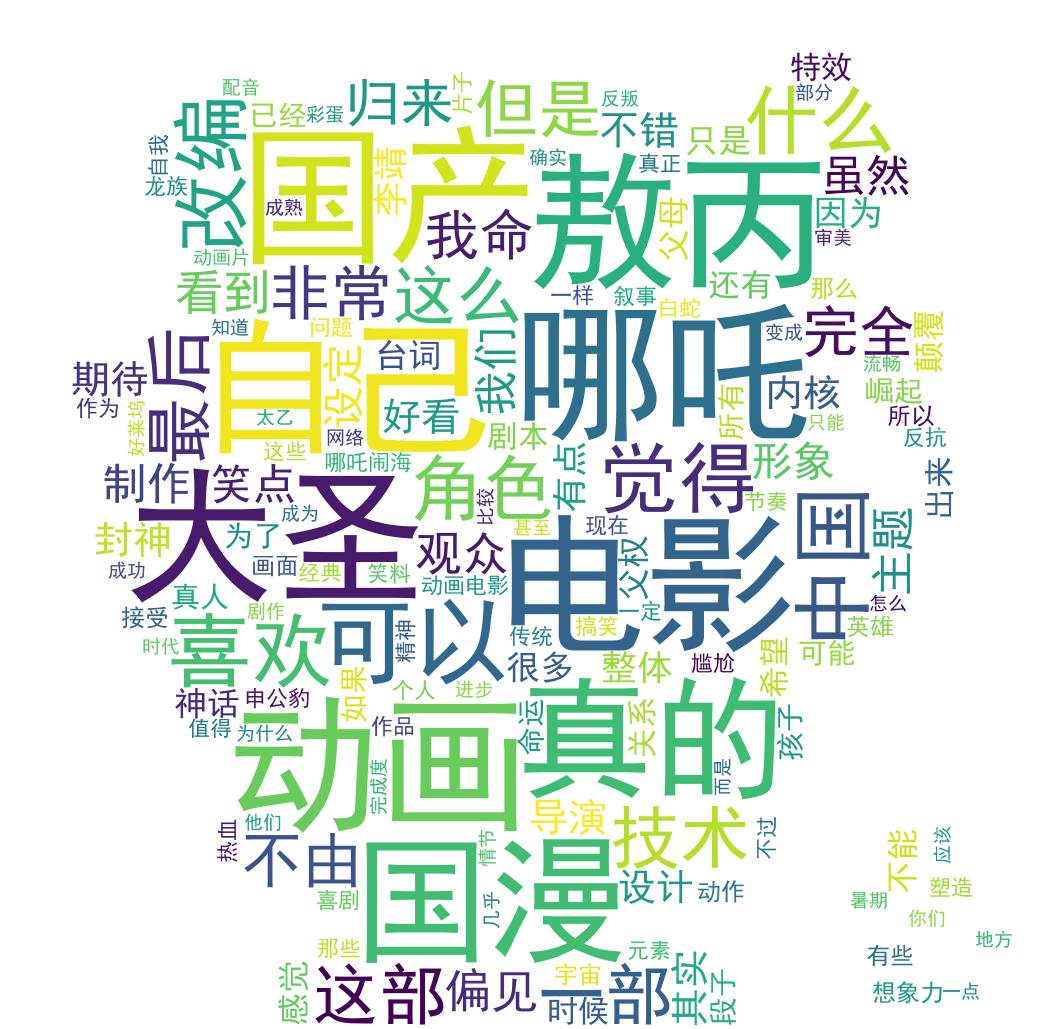 特效
部分
配音
已经
彩蛋
归来
片子
但是
反叛
不错
只是
什么
改编
自我
龙族
成熟
国产
李靖
我命
确实
敖丙
真正
父母
虽然
因为
审美
动画片
看到
非常
这么
一样
叙事
白蛇
还有
那么
知道
问题
最后
自己
设定
台词
我们
哪吒
变成
完全
颠覆
流畅
期待
作为
好莱坞
太乙
好看
内核
崛起
所有
只能
所以
反抗
这些
网络
剧本
哪吒闹海
制作
笑点
角色
有点
觉得
形象
出来
大圣
比较
节奏
封神
为了
成为
观众
甚至
现在
电影
中国
主题
成功
画面
经典
笑料
动画电影
父权
怎么
接受
真人
剧作
一定
英雄
时代
喜欢
可以
精神
传统
搞笑
很多
整体
尴尬
希望
可能
神话
申公豹
如果
个人
进步
值得
为什么
作品
命运
真的
关系
孩子
动画
完成度
而是
热血
他们
导演
技术
不过
不由
情节
国漫
设计
动作
不能
应该
喜剧
几乎
暑期
塑造
你们
那些
元素
地方
感觉
这部
偏见
宇宙
一部
时候
其实
段子
有些
想象力
一点